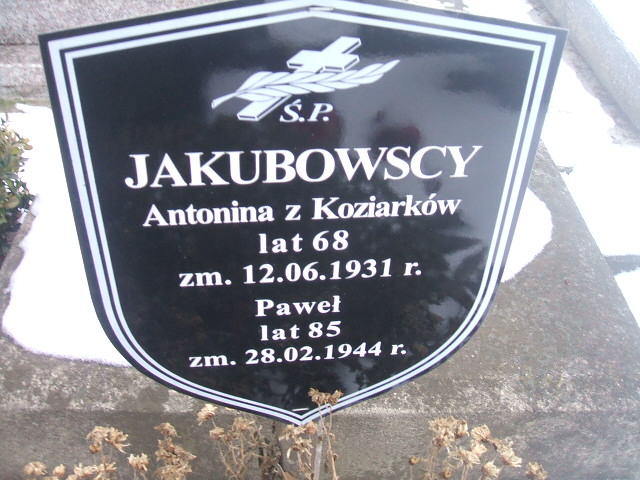 Ś.P.
JAKUBOWSCY
Antonina z Koziarków
lat 68
zm. 12.06.1931 r.
Paweł
lat 85
zm. 28.02.1944 r.